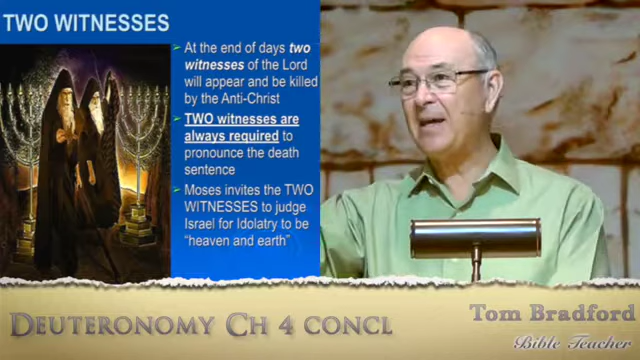 TWO WITNESSES
➢ At the end of days two
witnesses of the Lord
will appear and be killed
by the Anti-Christ
➢ TWO witnesses are
always required to
pronounce the death
sentence
➢ Moses invites the TWO
WITNESSES to judge
Israel for Idolatry to be
“heaven and earth”
DEUTERONOMY CH 4 CONCL
Tom Bradford
Bible Teacher